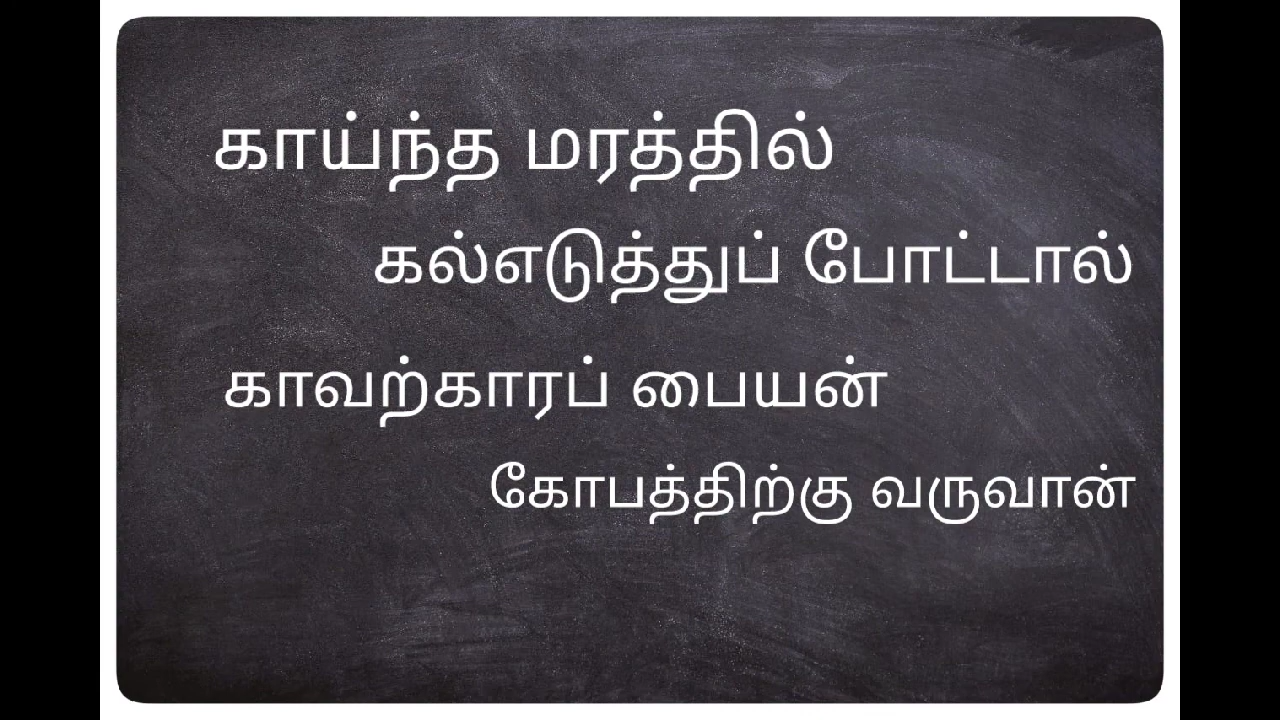 காய்ந்த மரத்தில்
கல்எடுத்துப் போட்டால்
காவற்காரப் பையன்
கோபத்திற்கு வருவான்